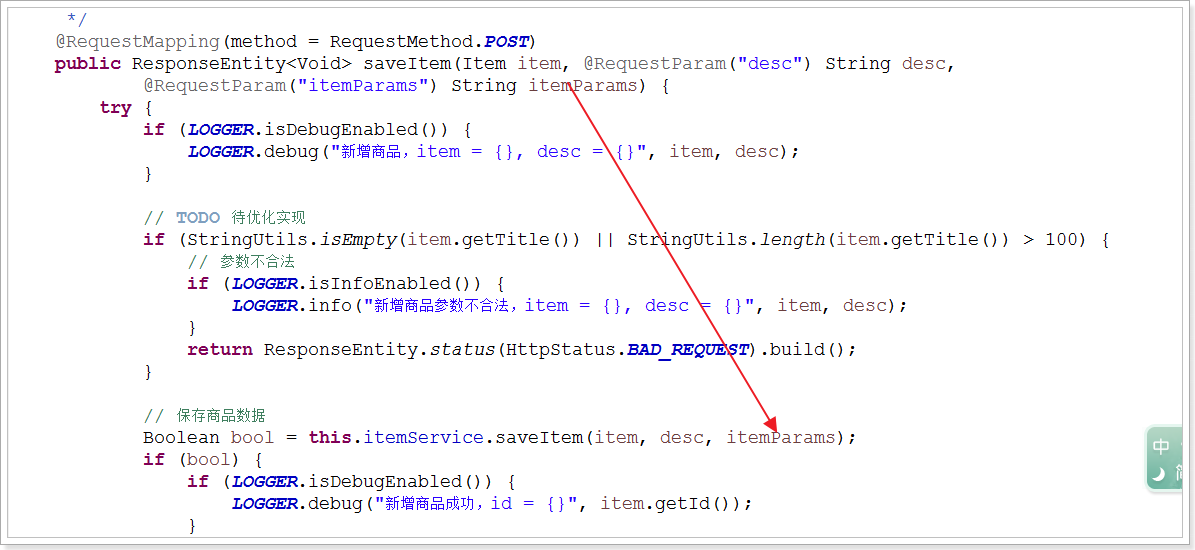 */
@RequestMapping(method = RequestMethod.POST)
public ResponseEntity<Void> saveItem(Item item, @RequestParam("desc") String desc,
@RequestParam("itemParams") String itemParams) {
try {
if (LOGGER.isDebugEnabled()) {
LOGGER.debug("新增商品，item = {}, desc = {}", item, desc);
}
// TODO 待优化实现
if (StringUtils.isEmpty(item.getTitle()) || StringUtils.length(item.getTitle()) > 100) {
// 参数不合法
if (LOGGER.isInfoEnabled()) {
LOGGER.info("新增商品参数不合法，item = {}, desc = {}", item, desc);
}
return ResponseEntity.status(HttpStatus.BAD_REQUEST).build();
}
// 保存商品数据
Boolean bool = this.itemService.saveItem(item, desc, itemParams);
if (bool) {
if (LOGGER.isDebugEnabled()) {
LOGGER.debug("新增商品成功，id = {}", item.getId());
}
中